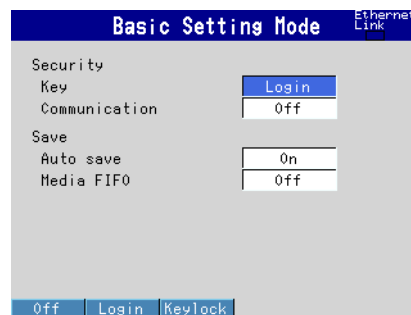 Basic Setting Mode
Ethernet
Link
Security
Key Login
Communication Off
Save
Auto save On
Media FIFO Off
Off Login Keylock